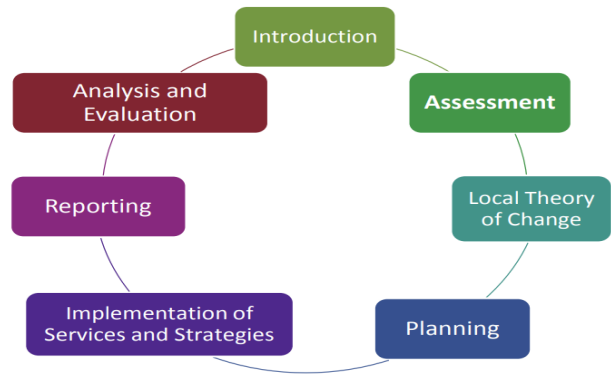 Introduction
Assessment
Local Theory
of Change
Planning
Implementation of
Services and Strategies
Reporting
Analysis and
Evaluation